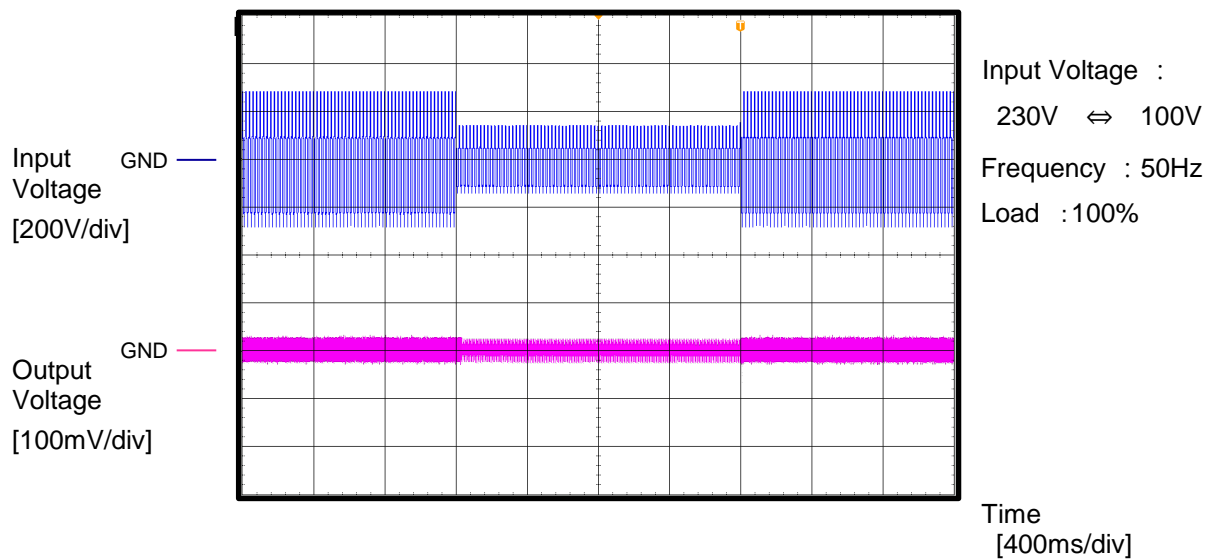 T
Input Voltage :
230V ⇔ 100V
Frequency : 50Hz
Load :100%
Input
Voltage
[200V/div]
GND
GND
Output
Voltage
[100mV/div]
Time
[400ms/div]